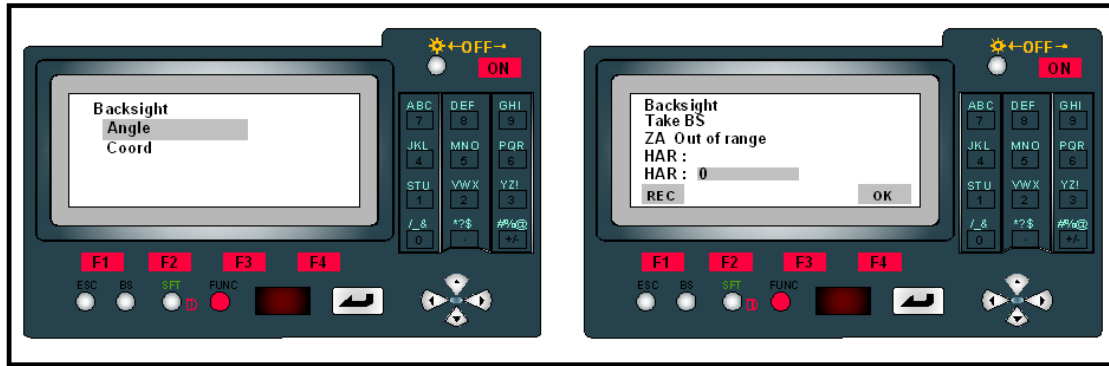 ←OFF→
ON
Backsight
Angle
Coord
ABC DEF GHI
7 8 9
JKL MNO PQR
4 5 6
STU VWX YZ!
1 2 3
/_& *?$ #%@
0 . +/-
F1 F2 F3 F4
ESC BS SFT FUNC
←OFF→
ON
Backsight
Take BS
ZA Out of range
HAR :
HAR : 0
REC OK
ABC DEF GHI
7 8 9
JKL MNO PQR
4 5 6
STU VWX YZ!
1 2 3
/_& *?$ #%@
0 . +/-
F1 F2 F3 F4
ESC BS SFT FUNC